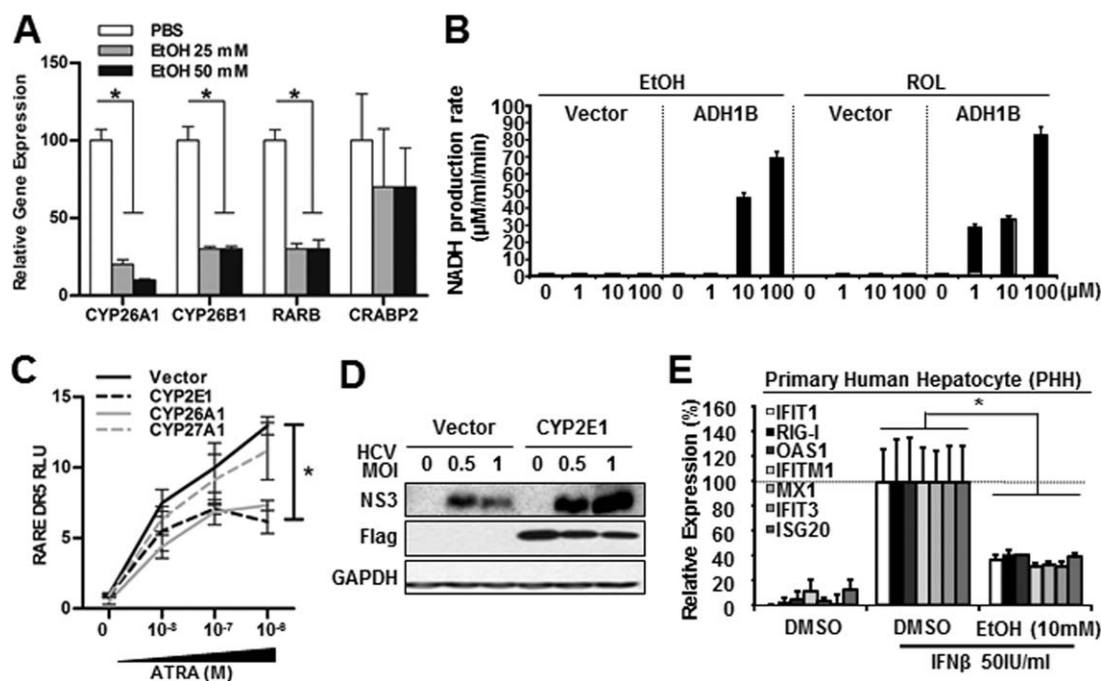 A
PBS
EtOH 25 mM
EtOH 50 mM
Relative Gene Expression
150
100
50
0
*
*
*
CYP26A1
CYP26B1
RARB
CRABP2
B
EtOH
ROL
Vector
ADH1B
Vector
ADH1B
NADH production rate
(µM/ml/min)
100
90
80
70
60
50
40
30
20
10
0
0 1 10 100 0 1 10 100 0 1 10 100 0 1 10 100 (µM)
C
Vector
CYP2E1
CYP26A1
CYP27A1
RARE DR5 RLU
15
10
5
0
*
0 10⁻⁸ 10⁻⁷ 10⁻⁶
ATRA (M)
D
Vector CYP2E1
HCV
MOI
0 0.5 1 0 0.5 1
NS3
Flag
GAPDH
E
Primary Human Hepatocyte (PHH)
Relative Expression (%)
160
140
120
100
80
60
40
20
0
IFIT1
RIG-I
OAS1
IFITM1
MX1
IFIT3
ISG20
*
DMSO
DMSO
EtOH (10mM)
IFNβ 50IU/ml